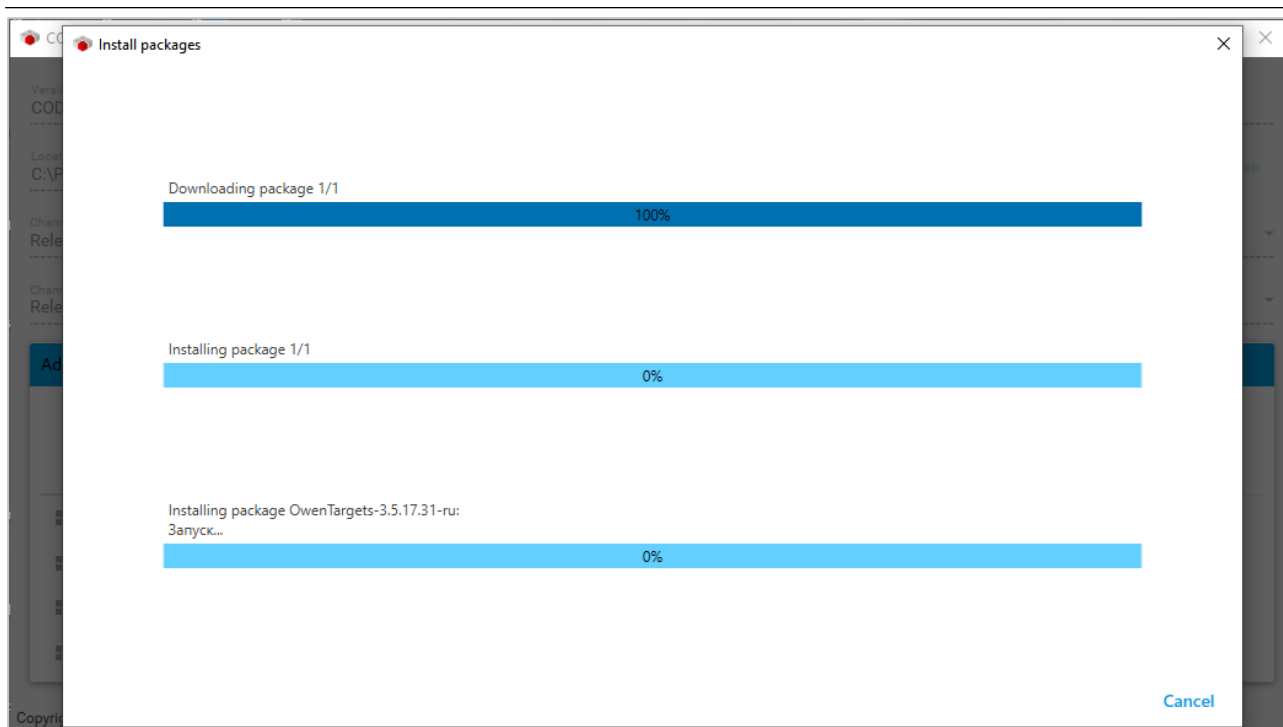 Install packages
Downloading package 1/1
100%
Installing package 1/1
0%
Installing package OwenTargets-3.5.17.31-ru:
Запуск...
0%
Cancel